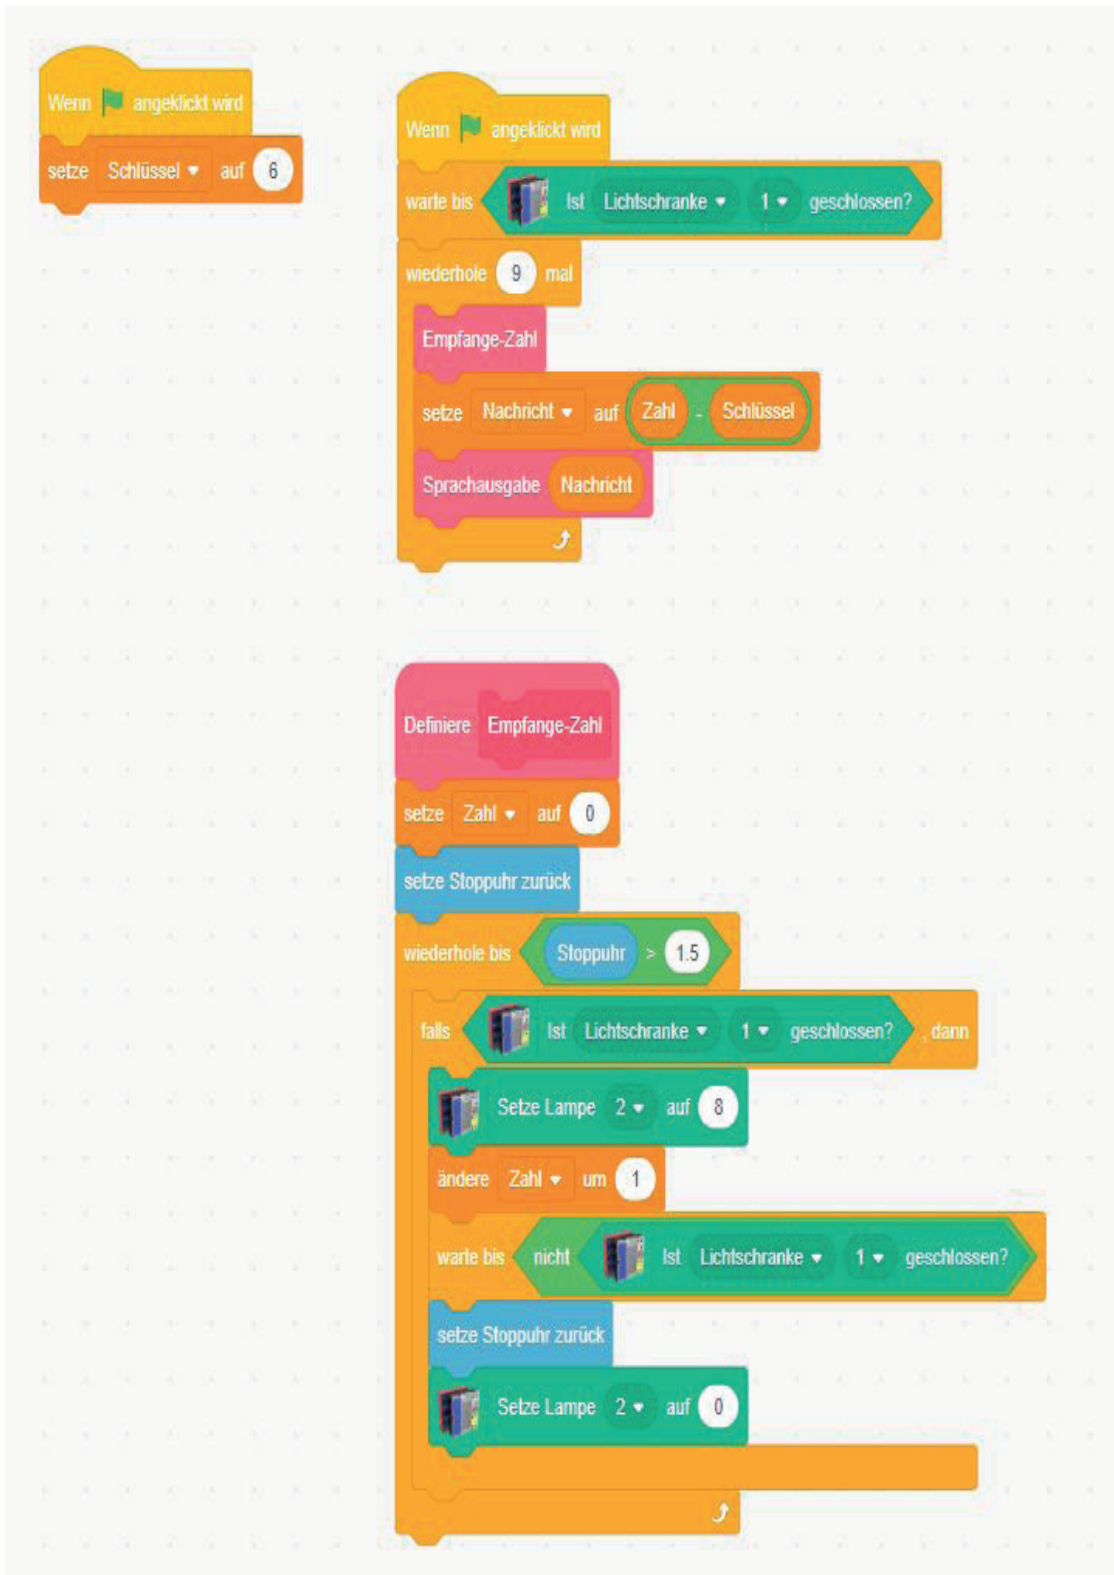 Wenn angeklickt wird
setze Schlüssel auf 6
Wenn angeklickt wird
warte bis Ist Lichtschranke 1 geschlossen?
wiederhole 9 mal
Empfange-Zahl
setze Nachricht auf Zahl - Schlüssel
Sprachausgabe Nachricht
Definiere Empfange-Zahl
setze Zahl auf 0
setze Stoppuhr zurück
wiederhole bis Stoppuhr > 1.5
falls Ist Lichtschranke 1 geschlossen? , dann
Setze Lampe 2 auf 8
ändere Zahl um 1
warte bis nicht Ist Lichtschranke 1 geschlossen?
setze Stoppuhr zurück
Setze Lampe 2 auf 0